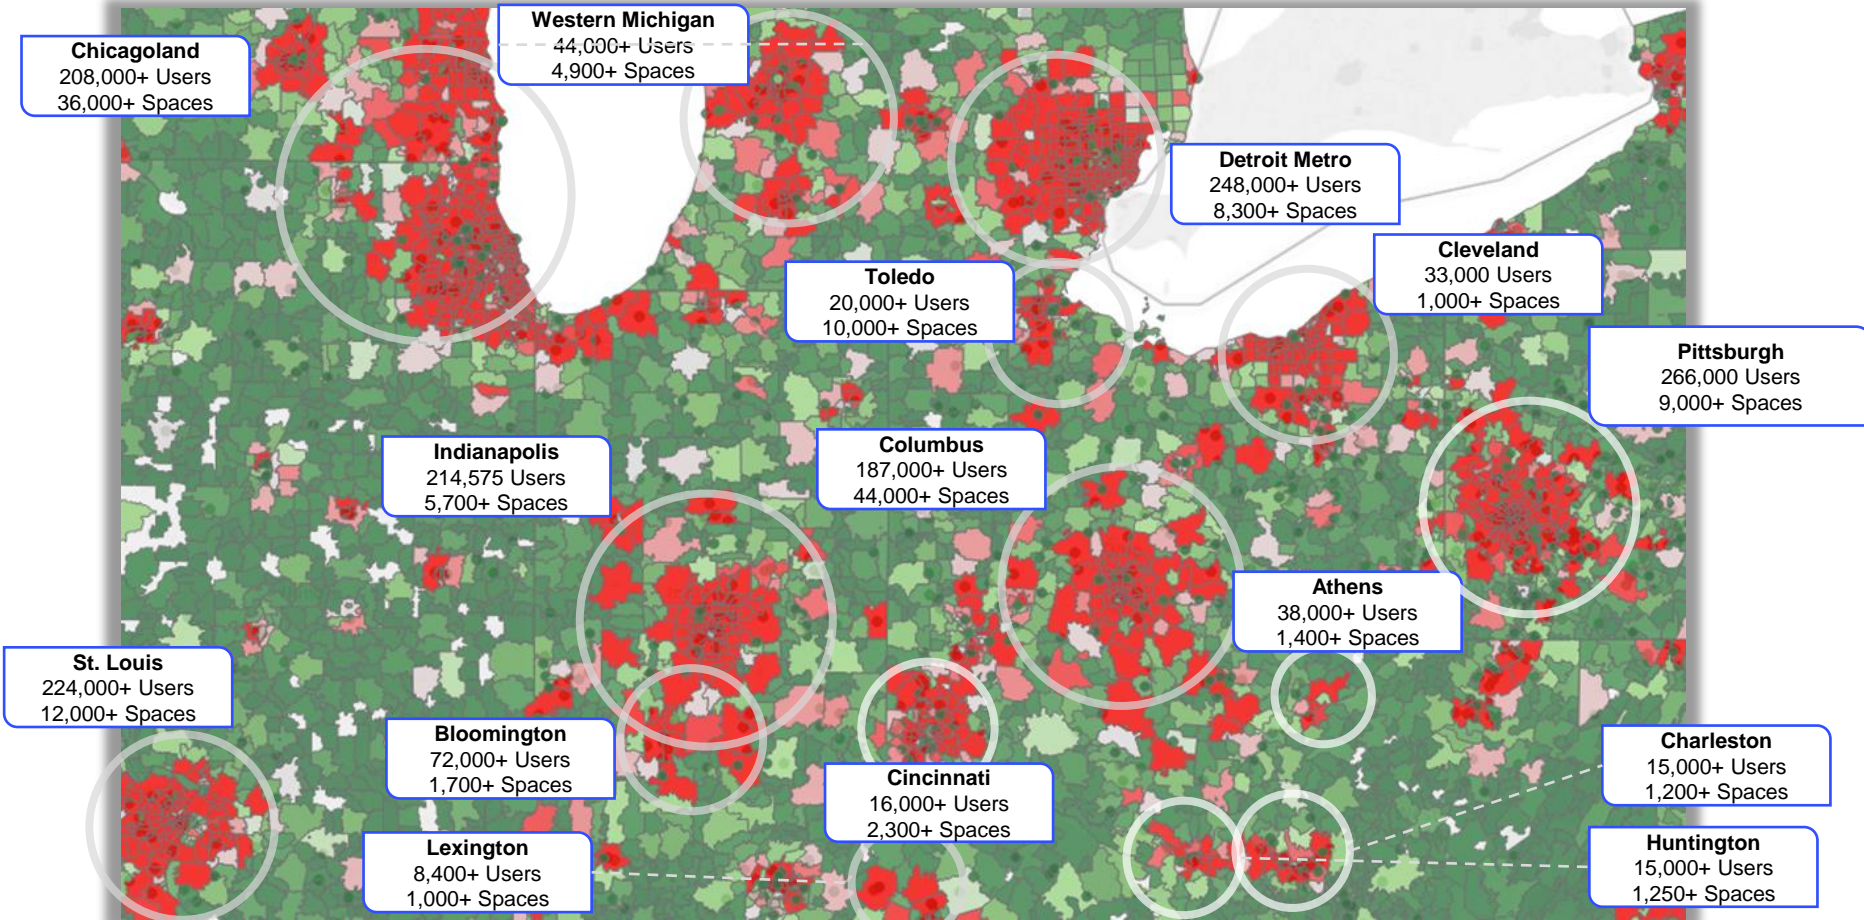 Western Michigan
44,000+ Users
4,900+ Spaces
Chicagoland
208,000+ Users
36,000+ Spaces
Detroit Metro
248,000+ Users
8,300+ Spaces
Cleveland
33,000 Users
1,000+ Spaces
Toledo
20,000+ Users
10,000+ Spaces
Pittsburgh
266,000 Users
9,000+ Spaces
Indianapolis
214,575 Users
5,700+ Spaces
Columbus
187,000+ Users
44,000+ Spaces
Athens
38,000+ Users
1,400+ Spaces
St. Louis
224,000+ Users
12,000+ Spaces
Bloomington
72,000+ Users
1,700+ Spaces
Cincinnati
16,000+ Users
2,300+ Spaces
Charleston
15,000+ Users
1,200+ Spaces
Lexington
8,400+ Users
1,000+ Spaces
Huntington
15,000+ Users
1,250+ Spaces